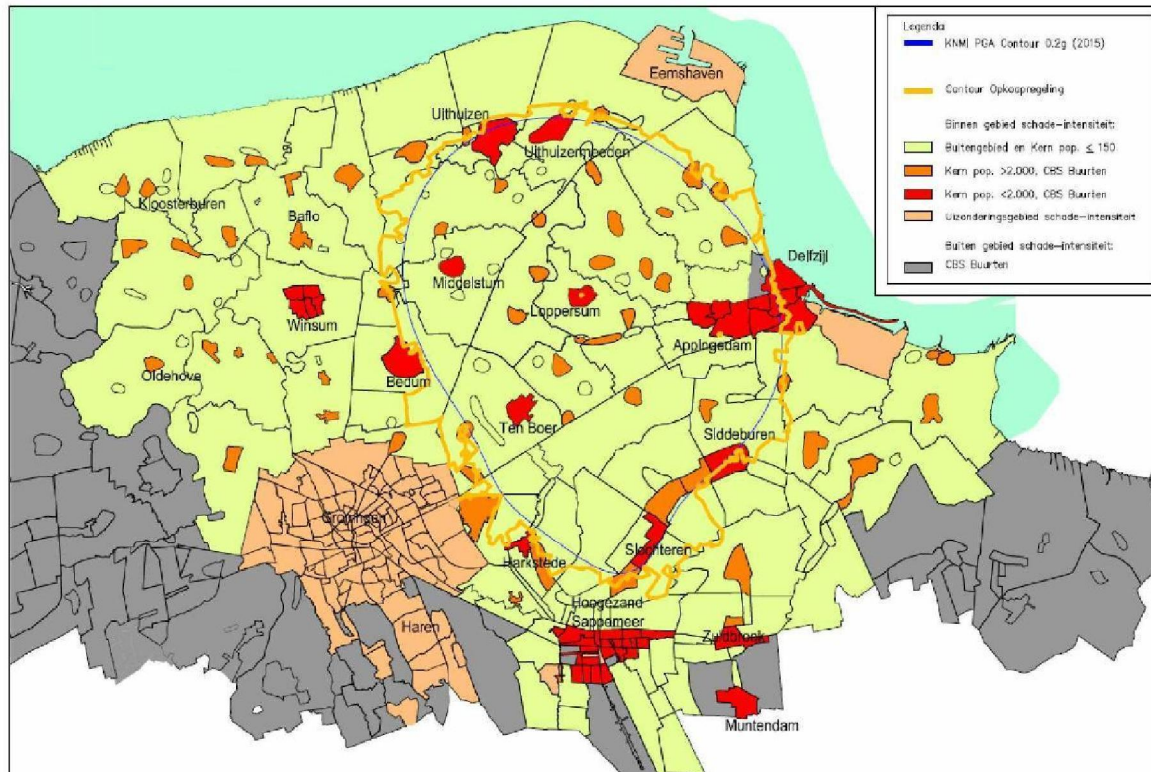 Legenda
KNMI PGA Contour 0.2g (2015)
Contour Opkoopregeling
Binnen gebied schade-intensiteit:
Buitengebied en Kern pop. ≤ 150
Kern pop. >2.000, CBS Buurten
Kern pop. <2.000, CBS Buurten
Uizonderingsgebied schade-intensiteit
Buiten gebied schade-intensiteit:
CBS Buurten
Eemshaven
Uithuizen
Uithuizermeeden
Kloosterburen
Baflo
Delfzijl
Middelstum
Loppersum
Winsum
Appingedam
Oldehove
Bedum
Ten Boer
Siddeburen
Groningen
Slochteren
Harkstede
Hoogezand
Sappemeer
Haren
Zuidbroek
Muntendam